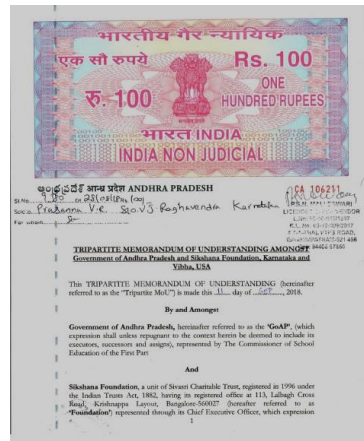 भारतीय गैर न्यायिक
एक सौ रुपये
Rs. 100
रु. 100
ONE
HUNDRED RUPEES
भारत INDIA
INDIA NON JUDICIAL
ఆంధ్రప్రదేశ్ आन्ध्र प्रदेश ANDHRA PRADESH
CA 106211
Prasanna V.R. S/o. V.J. Raghavendra Karnataka
TRIPARTITE MEMORANDUM OF UNDERSTANDING AMONGST
Government of Andhra Pradesh and Sikshana Foundation, Karnataka and
Vibha, USA
This TRIPARTITE MEMORANDUM OF UNDERSTANDING (hereinafter
referred to as the "Tripartite MoU") is made this 11 day of Sep, 2018.
By and Amongst:
Government of Andhra Pradesh, hereinafter referred to as the 'GoAP', (which
expression shall unless repugnant to the context herein be deemed to include its
executors, successors and assigns), represented by The Commissioner of School
Education of the First Part
And
Sikshana Foundation, a unit of Sivasri Charitable Trust, registered in 1996 under
the Indian Trusts Act, 1882, having its registered office at 113, Lalbagh Cross
Road, Krishnappa Layout, Bangalore-560027 (hereafter referred to as
'Foundation') represented through its Chief Executive Officer, which expression
1